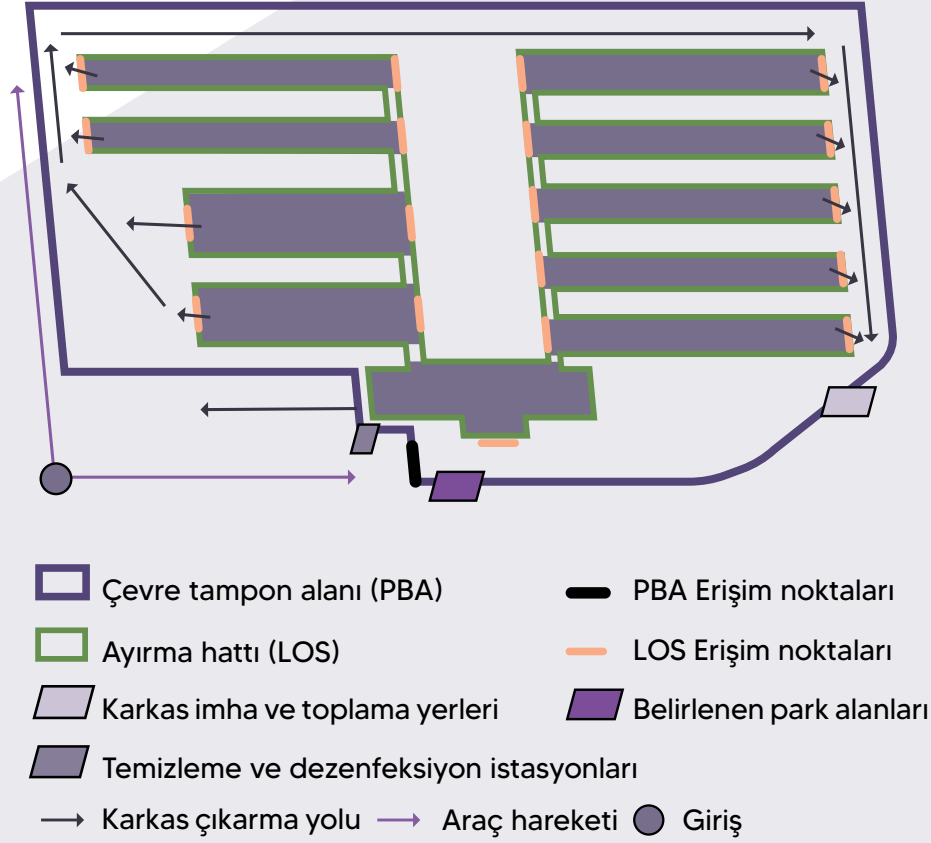 Çevre tampon alanı (PBA)
PBA Erişim noktaları
Ayırma hattı (LOS)
LOS Erişim noktaları
Karkas imha ve toplama yerleri
Belirlenen park alanları
Temizleme ve dezenfeksiyon istasyonları
Karkas çıkarma yolu
Araç hareketi
Giriş